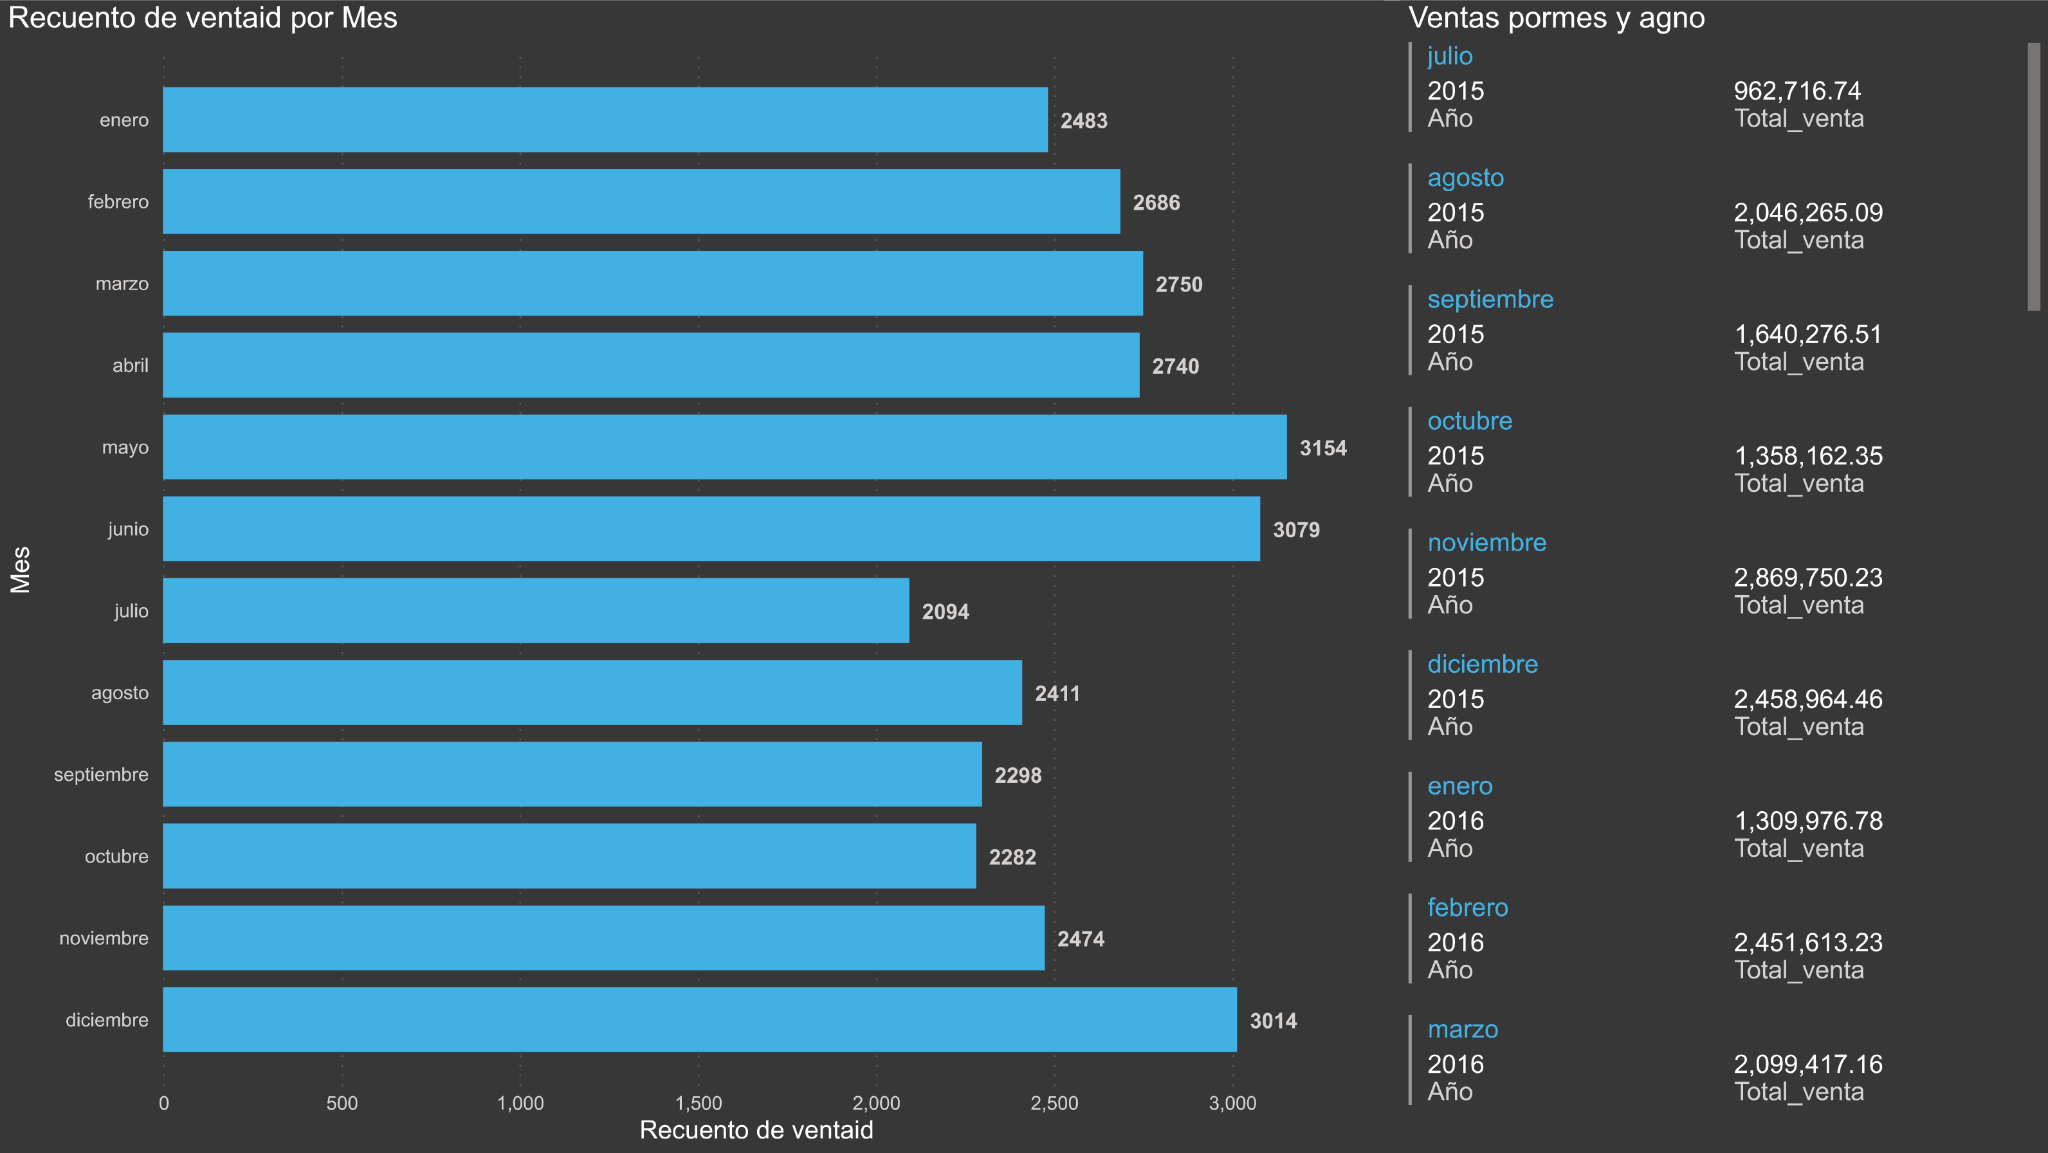 Recuento de ventaid por Mes
Mes
enero 2483
febrero 2686
marzo 2750
abril 2740
mayo 3154
junio 3079
julio 2094
agosto 2411
septiembre 2298
octubre 2282
noviembre 2474
diciembre 3014
0 500 1,000 1,500 2,000 2,500 3,000
Recuento de ventaid
Ventas pormes y agno
julio
2015 962,716.74
Año Total_venta
agosto
2015 2,046,265.09
Año Total_venta
septiembre
2015 1,640,276.51
Año Total_venta
octubre
2015 1,358,162.35
Año Total_venta
noviembre
2015 2,869,750.23
Año Total_venta
diciembre
2015 2,458,964.46
Año Total_venta
enero
2016 1,309,976.78
Año Total_venta
febrero
2016 2,451,613.23
Año Total_venta
marzo
2016 2,099,417.16
Año Total_venta